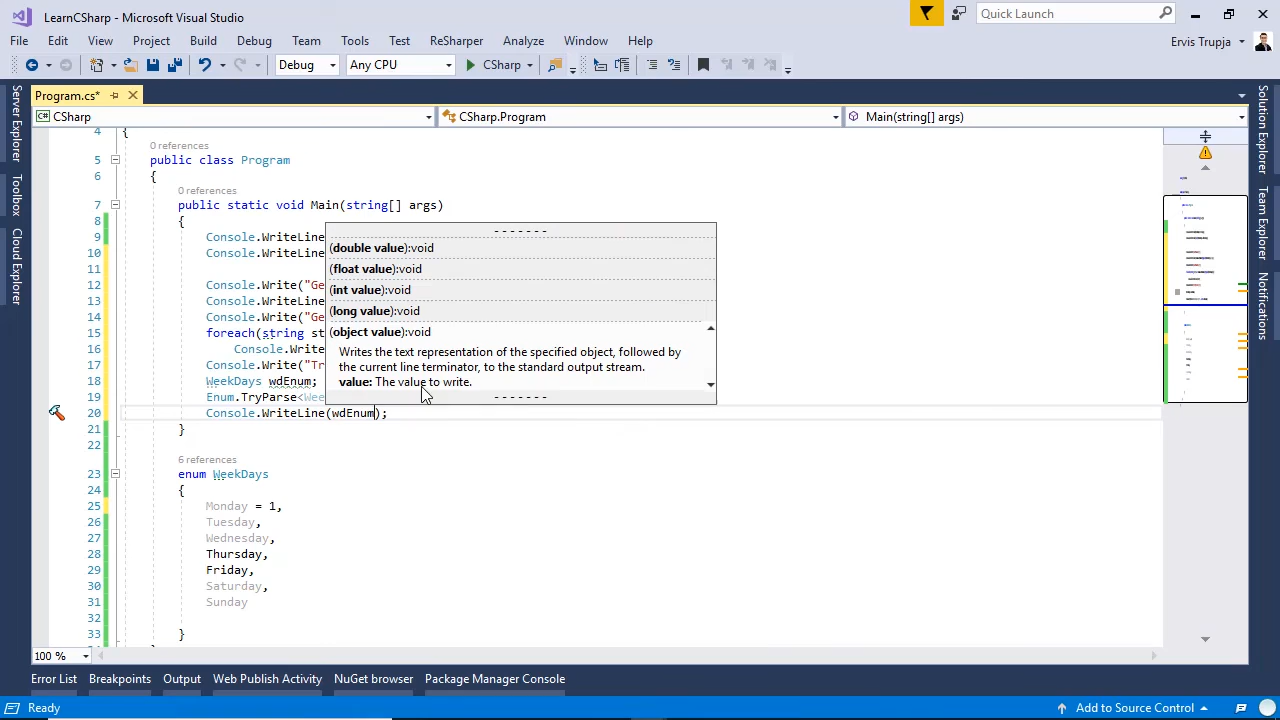 LearnCSharp - Microsoft Visual Studio
Quick Launch
File Edit View Project Build Debug Team Tools Test ReSharper Analyze Window Help
Ervis Trupja
Debug Any CPU CSharp
Program.cs*
CSharp CSharp.Program Main(string[] args)
Server Explorer
Toolbox
Cloud Explorer
Solution Explorer
Team Explorer
Notifications
4 {
0 references
5 public class Program
6 {
0 references
7 public static void Main(string[] args)
8 {
9 Console.WriteLine
10 Console.WriteLine
11
12 Console.Write("Ge
13 Console.WriteLine
14 Console.Write("Ge
15 foreach(string st
16 Console.Write
17 Console.Write("Tr
18 WeekDays wdEnum;
19 Enum.TryParse<Wee
20 Console.WriteLine(wdEnum);
(double value):void
(float value):void
(int value):void
(long value):void
(object value):void
Writes the text representation of the specified object, followed by
the current line terminator, to the standard output stream.
value: The value to write.
21 }
22
6 references
23 enum WeekDays
24 {
25 Monday = 1,
26 Tuesday,
27 Wednesday,
28 Thursday,
29 Friday,
30 Saturday,
31 Sunday
32
33 }
100 %
Error List Breakpoints Output Web Publish Activity NuGet browser Package Manager Console
Ready Add to Source Control